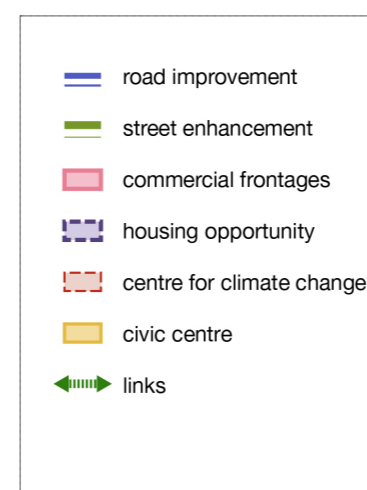 road improvement
street enhancement
commercial frontages
housing opportunity
centre for climate change
civic centre
links